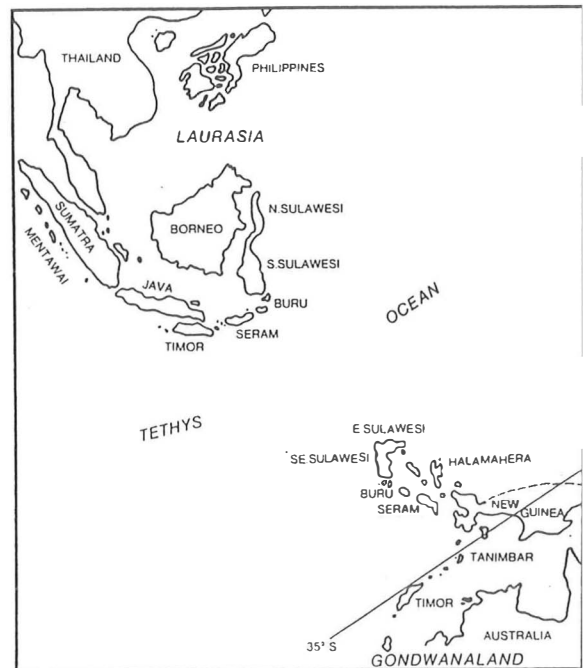 THAILAND
PHILIPPINES
LAURASIA
N.SULAWESI
SUMATRA
BORNEO
MENTAWAI
S.SULAWESI
JAVA
BURU
OCEAN
SERAM
TIMOR
TETHYS
E SULAWESI
SE SULAWESI
HALAMAHERA
BURU
NEW
SERAM
GUINEA
TANIMBAR
TIMOR
35° S
AUSTRALIA
GONDWANALAND